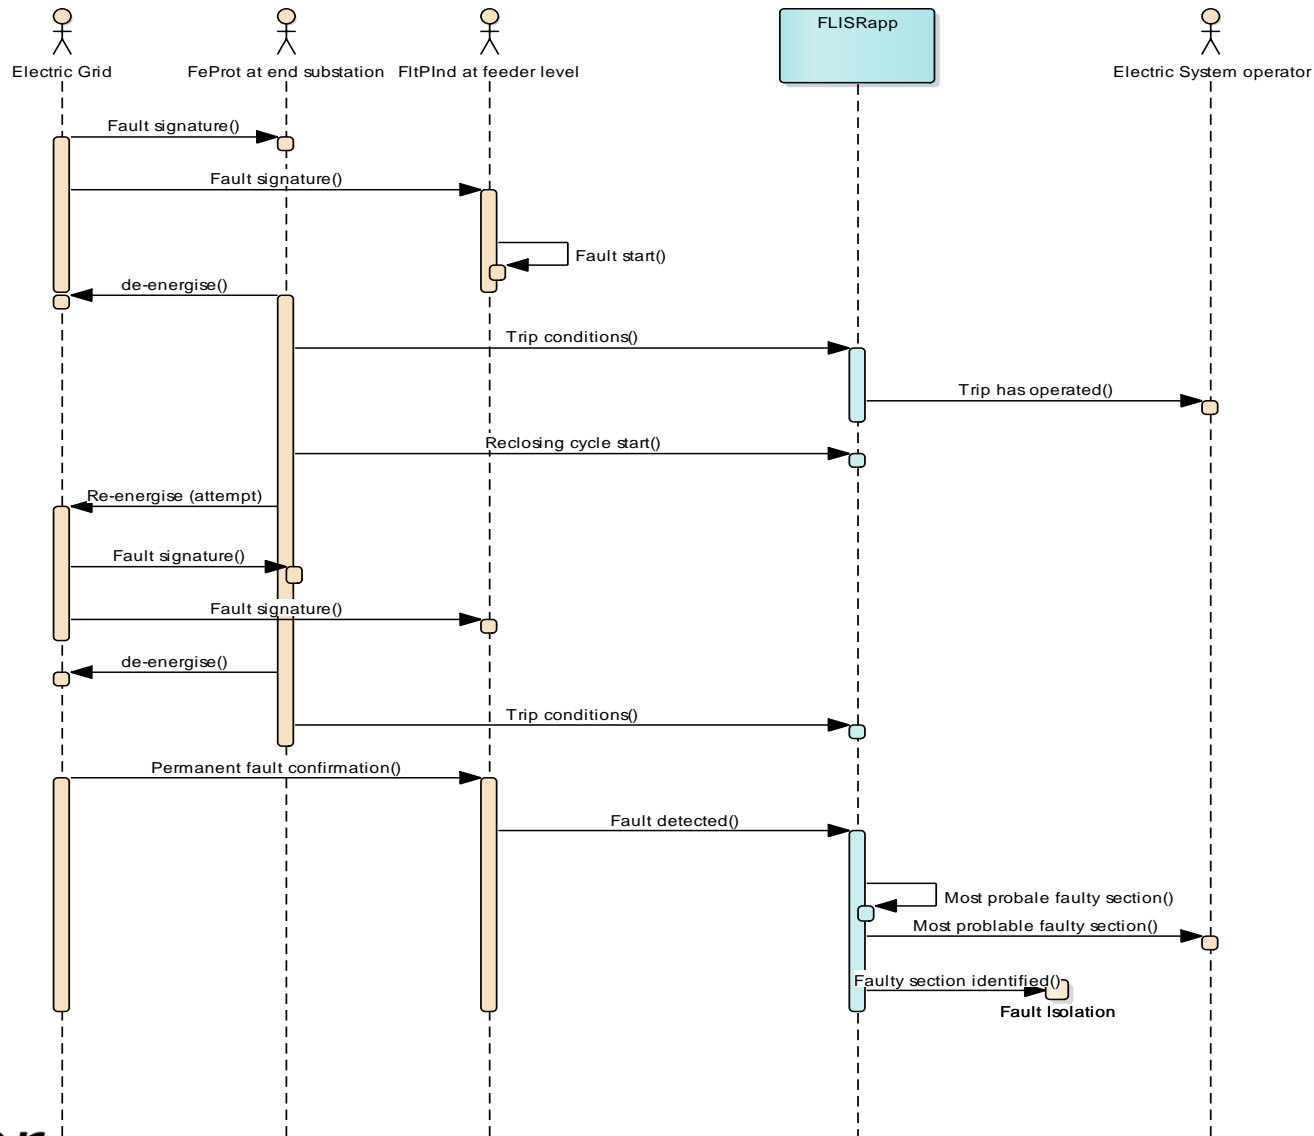 Electric Grid
FeProt at end substation
FltPInd at feeder level
FLISRapp
Electric System operator
Fault signature()
Fault signature()
Fault start()
de-energise()
Trip conditions()
Trip has operated()
Reclosing cycle start()
Re-energise (attempt)
Fault signature()
Fault signature()
de-energise()
Trip conditions()
Permanent fault confirmation()
Fault detected()
Most probale faulty section()
Most problable faulty section()
Faulty section identified()
Fault Isolation